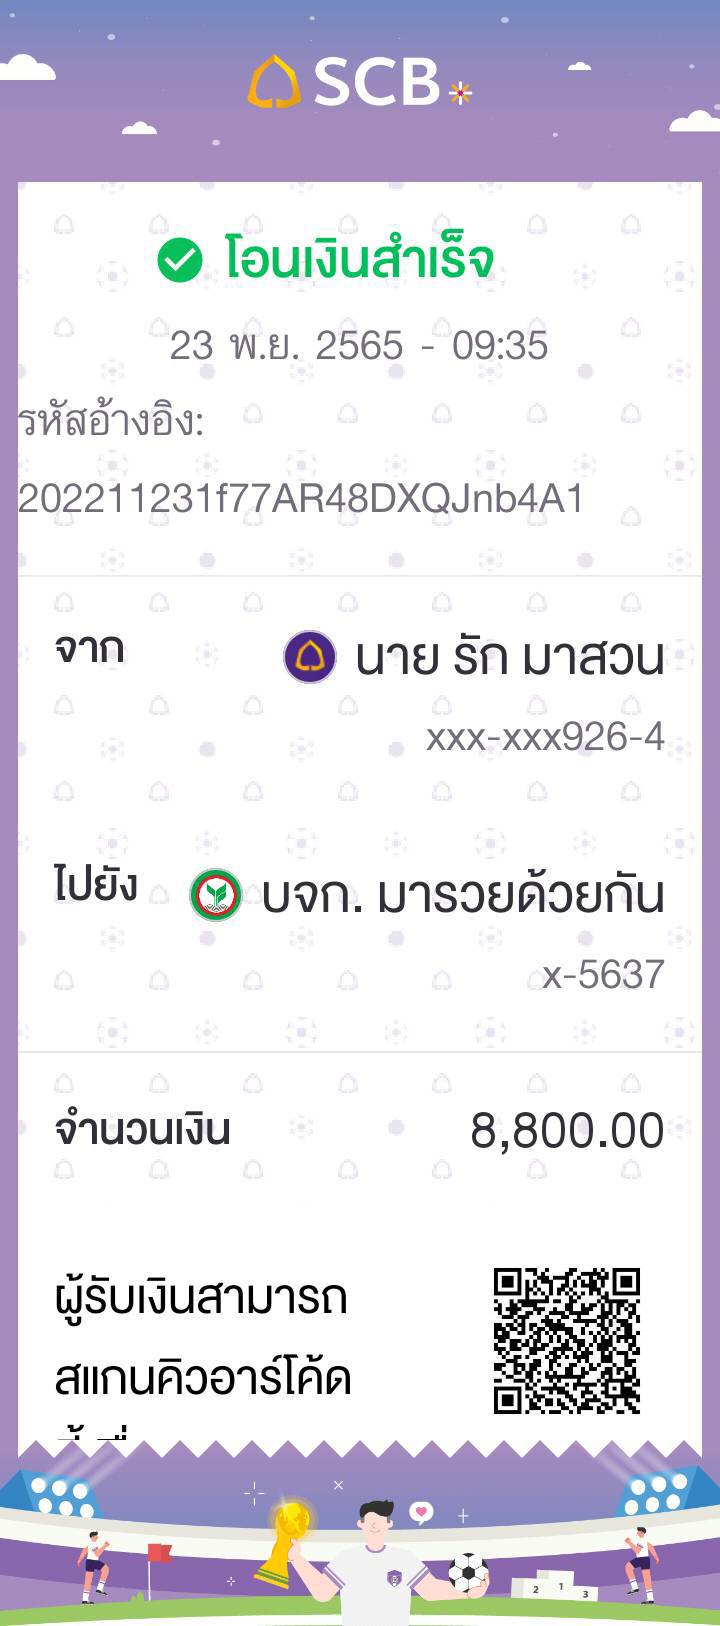 SCB
โอนเงินสำเร็จ
23 พ.ย. 2565 - 09:35
รหัสอ้างอิง:
202211231f77AR48DXQJnb4A1
จาก นาย รัก มาสวน
xxx-xxx926-4
ไปยัง บจก. มารวยด้วยกัน
x-5637
จำนวนเงิน 8,800.00
ผู้รับเงินสามารถ
สแกนคิวอาร์โค้ด
2 1 3